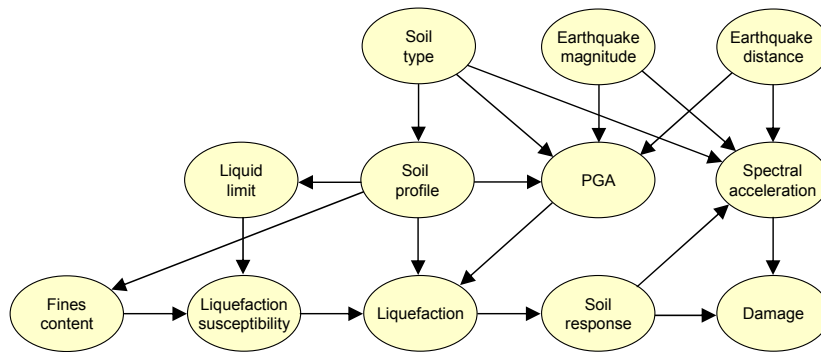 Soil
type
Earthquake
magnitude
Earthquake
distance
Liquid
limit
Soil
profile
PGA
Spectral
acceleration
Fines
content
Liquefaction
susceptibility
Liquefaction
Soil
response
Damage